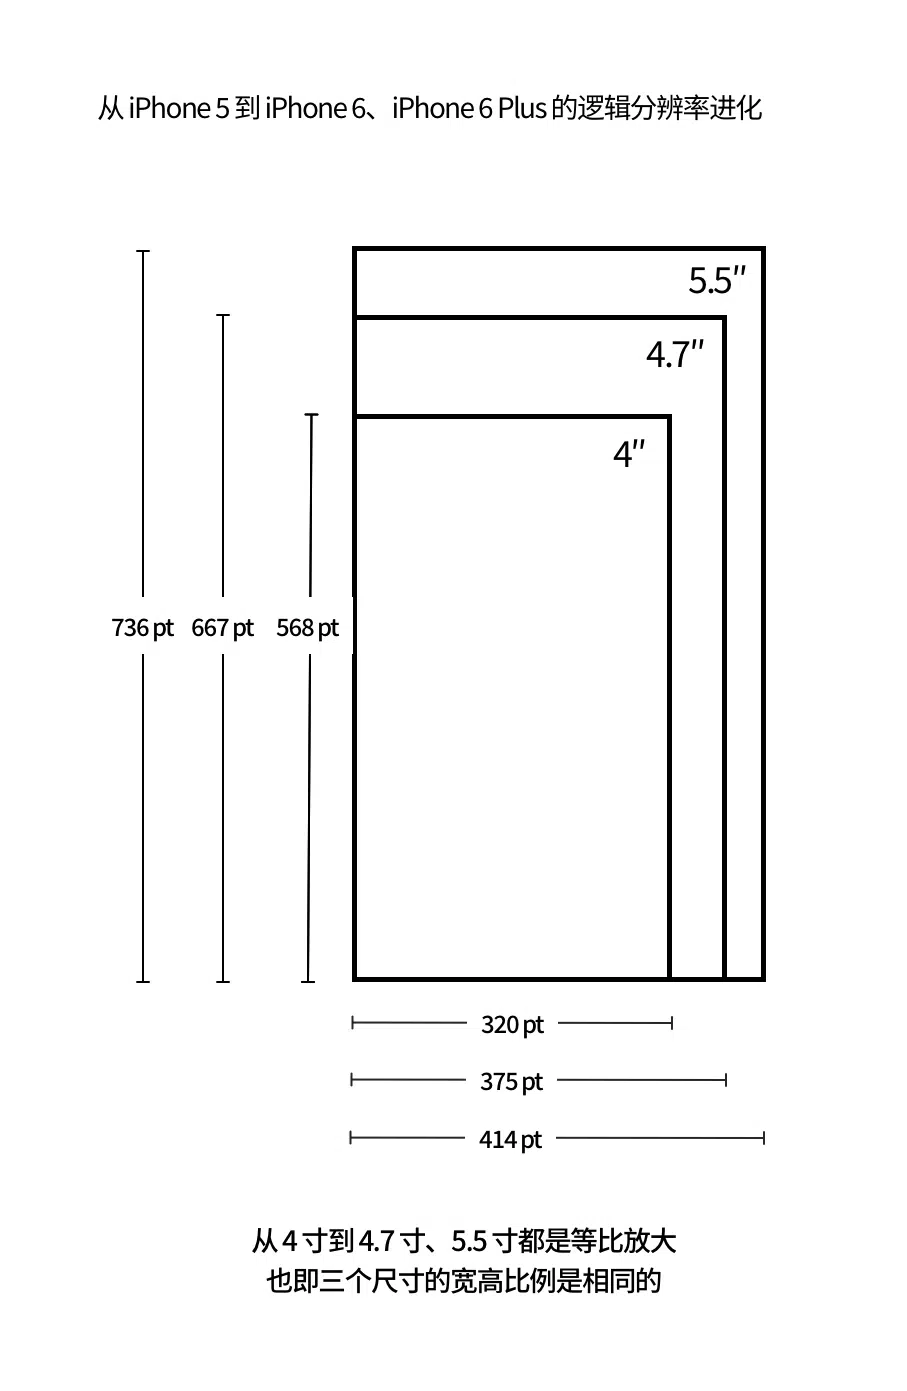 从 iPhone 5 到 iPhone 6、iPhone 6 Plus 的逻辑分辨率进化
5.5″
4.7″
4″
736 pt 667 pt 568 pt
320 pt
375 pt
414 pt
从 4 寸到 4.7 寸、5.5 寸都是等比放大
也即三个尺寸的宽高比例是相同的